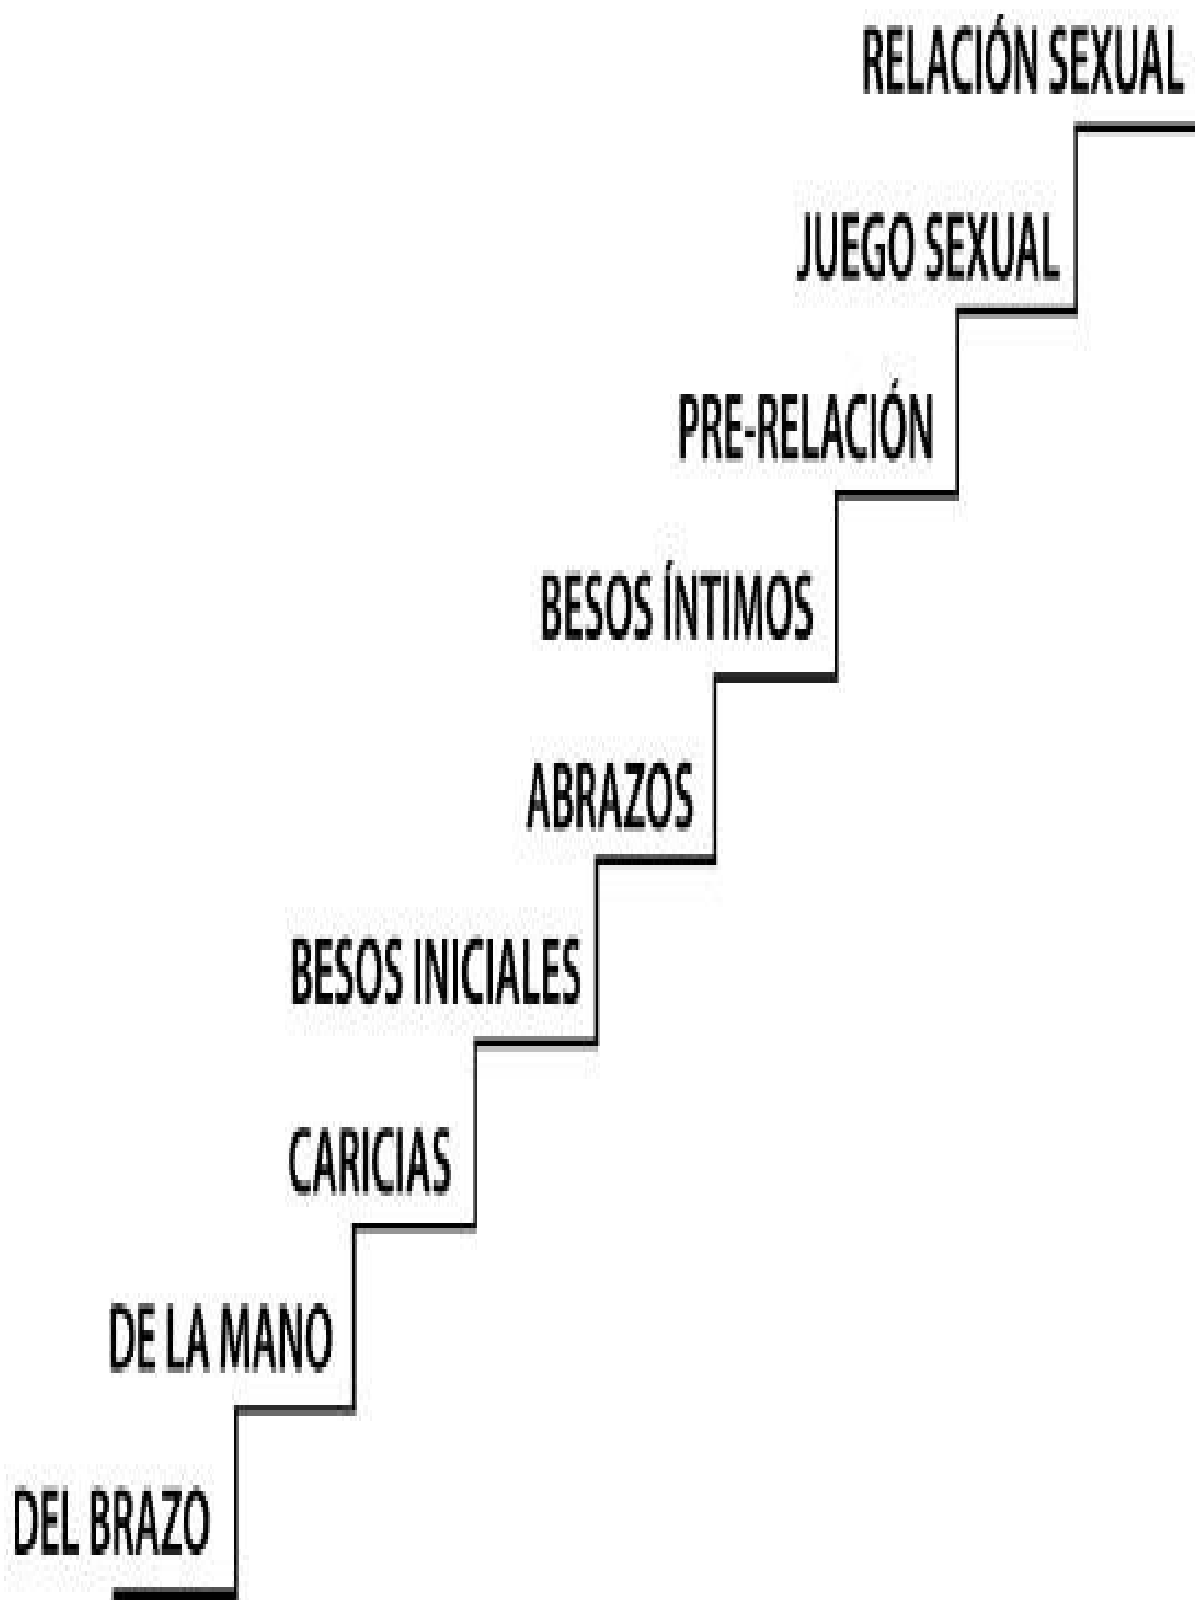 RELACIÓN SEXUAL
JUEGO SEXUAL
PRE-RELACIÓN
BESOS ÍNTIMOS
ABRAZOS
BESOS INICIALES
CARICIAS
DE LA MANO
DEL BRAZO